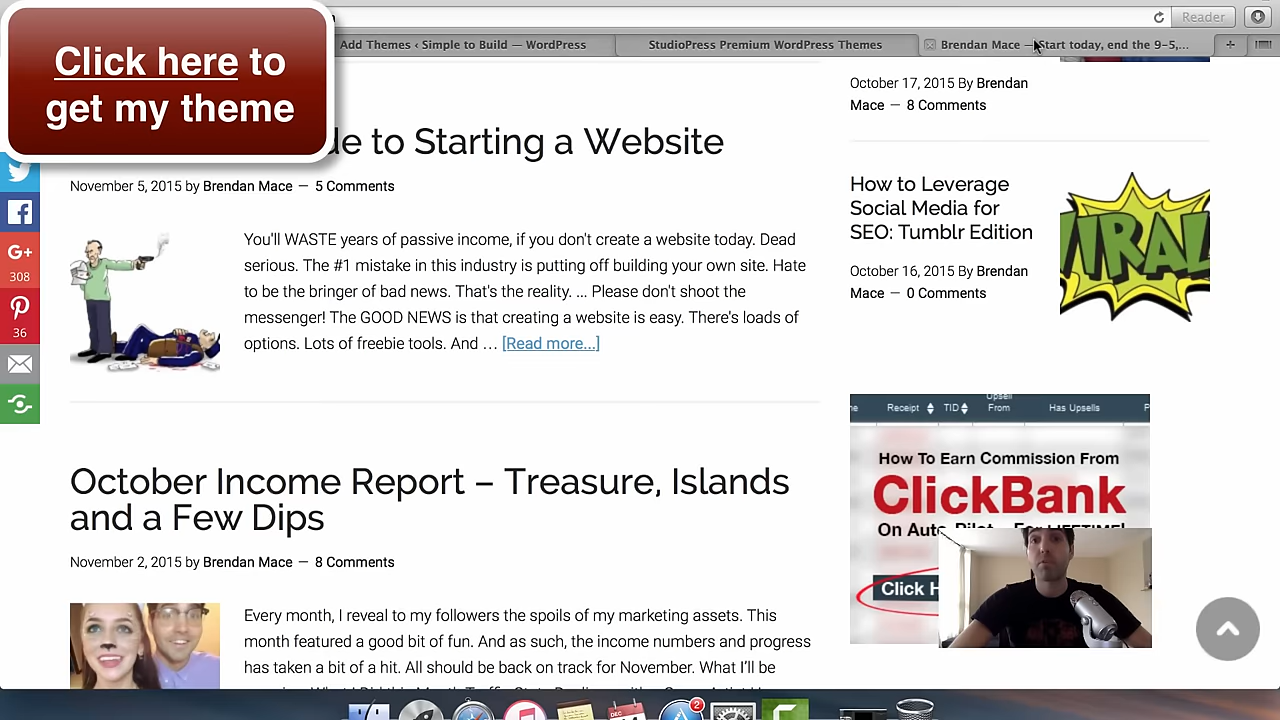 Click here to
get my theme
Reader
Add Themes ‹ Simple to Build — WordPress
StudioPress Premium WordPress Themes
Brendan Mace — Start today, end the 9–5,...
de to Starting a Website
November 5, 2015 By Brendan Mace — 5 Comments
You'll WASTE years of passive income, if you don't create a website today. Dead
serious. The #1 mistake in this industry is putting off building your own site. Hate
to be the bringer of bad news. That's the reality. ... Please don't shoot the
messenger! The GOOD NEWS is that creating a website is easy. There's loads of
options. Lots of freebie tools. And … [Read more...]
308
36
October Income Report – Treasure, Islands
and a Few Dips
November 2, 2015 By Brendan Mace — 8 Comments
Every month, I reveal to my followers the spoils of my marketing assets. This
month featured a good bit of fun. And as such, the income numbers and progress
has taken a bit of a hit. All should be back on track for November. What I'll be
October 17, 2015 By Brendan
Mace — 8 Comments
How to Leverage
Social Media for
SEO: Tumblr Edition
VIRAL
October 16, 2015 By Brendan
Mace — 0 Comments
Receipt TID Upsell
From Has Upsells
How To Earn Commission From
ClickBank
On Auto-Pilot – For LIFETIME!
Click H
DEC
2